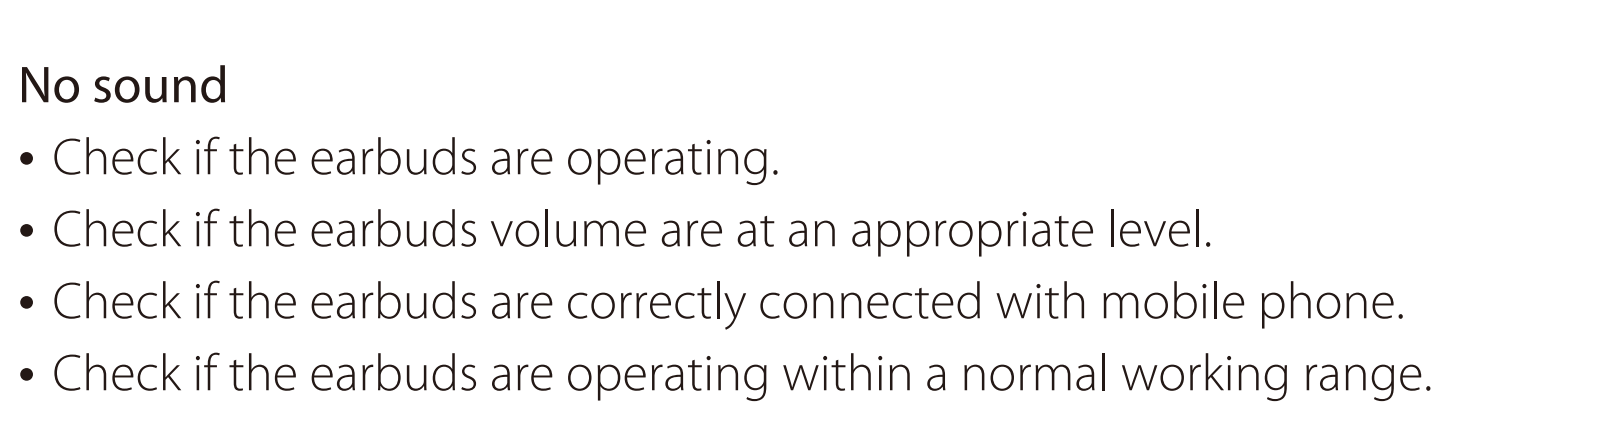 No sound
• Check if the earbuds are operating.
• Check if the earbuds volume are at an appropriate level.
• Check if the earbuds are correctly connected with mobile phone.
• Check if the earbuds are operating within a normal working range.